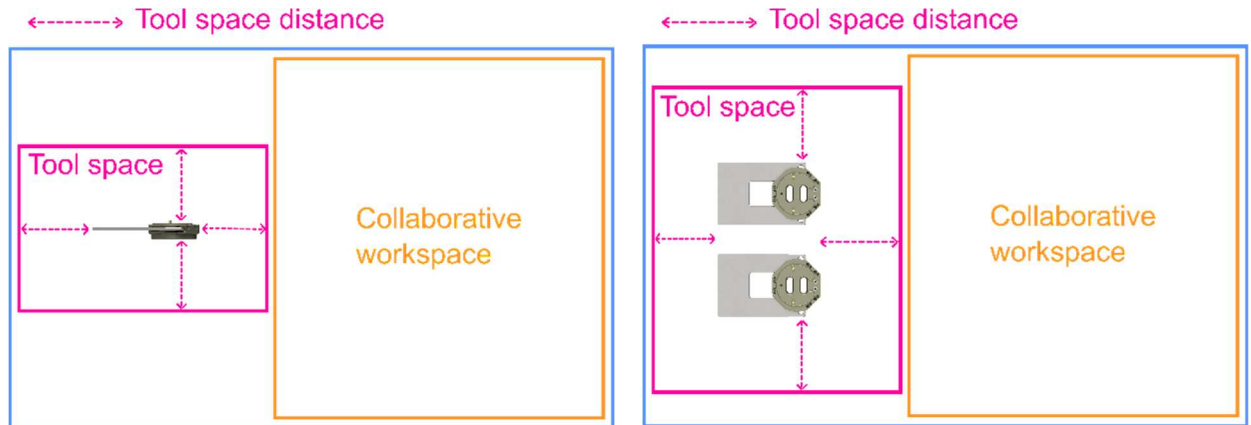 Tool space distance
Tool space
Collaborative
workspace
Tool space distance
Tool space
Collaborative
workspace